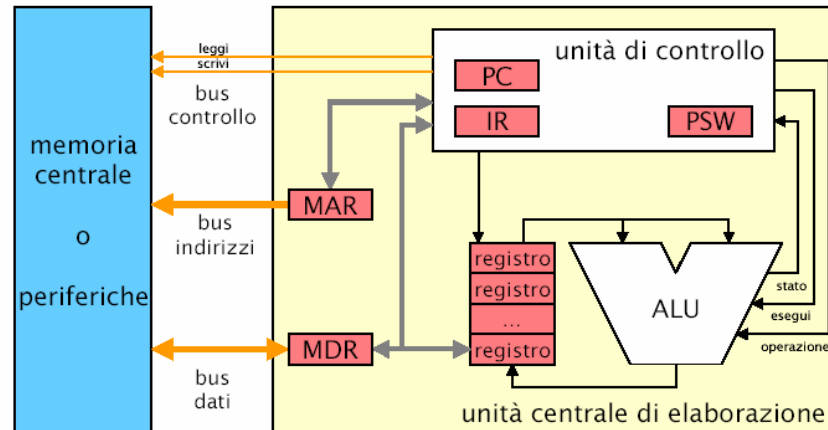 leggi
scrivi
bus
controllo
memoria
centrale
o
periferiche
bus
indirizzi
bus
dati
unità di controllo
PC
IR
PSW
MAR
MDR
registro
registro
...
registro
ALU
stato
esegui
operazione
unità centrale di elaborazione